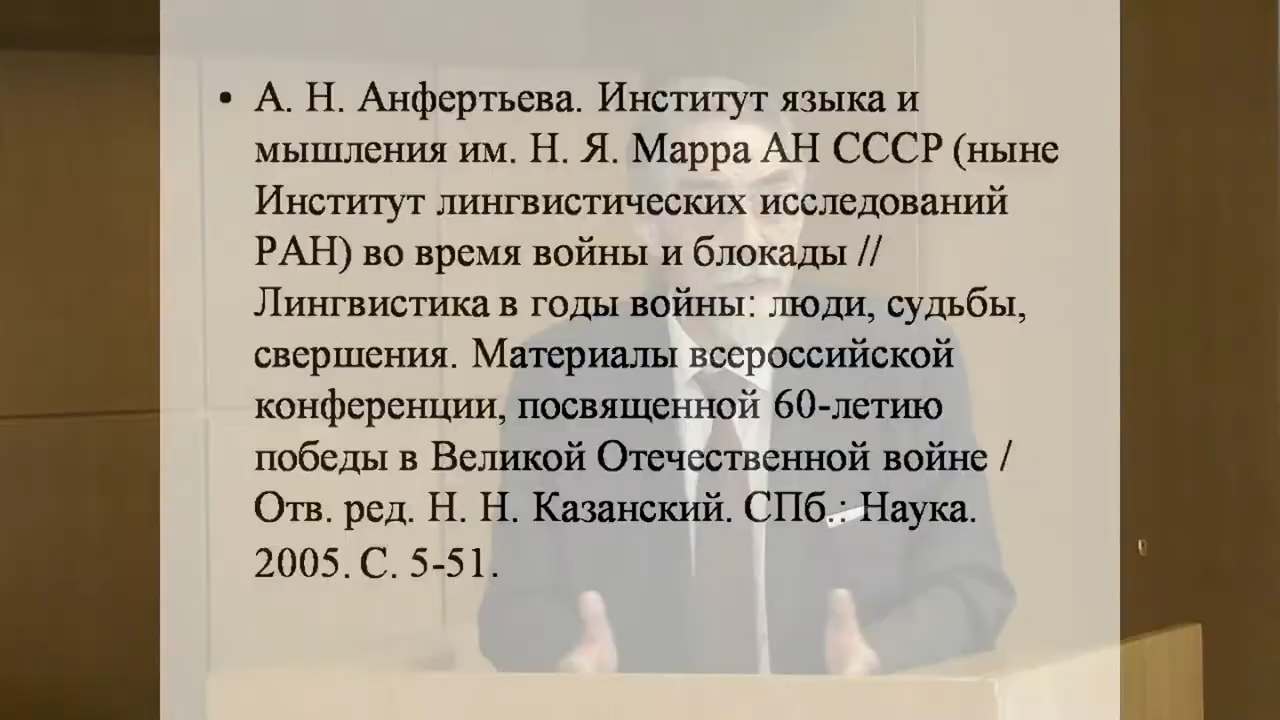 • А. Н. Анфертьева. Институт языка и
мышления им. Н. Я. Марра АН СССР (ныне
Институт лингвистических исследований
РАН) во время войны и блокады //
Лингвистика в годы войны: люди, судьбы,
свершения. Материалы всероссийской
конференции, посвященной 60-летию
победы в Великой Отечественной войне /
Отв. ред. Н. Н. Казанский. СПб.: Наука.
2005. С. 5-51.